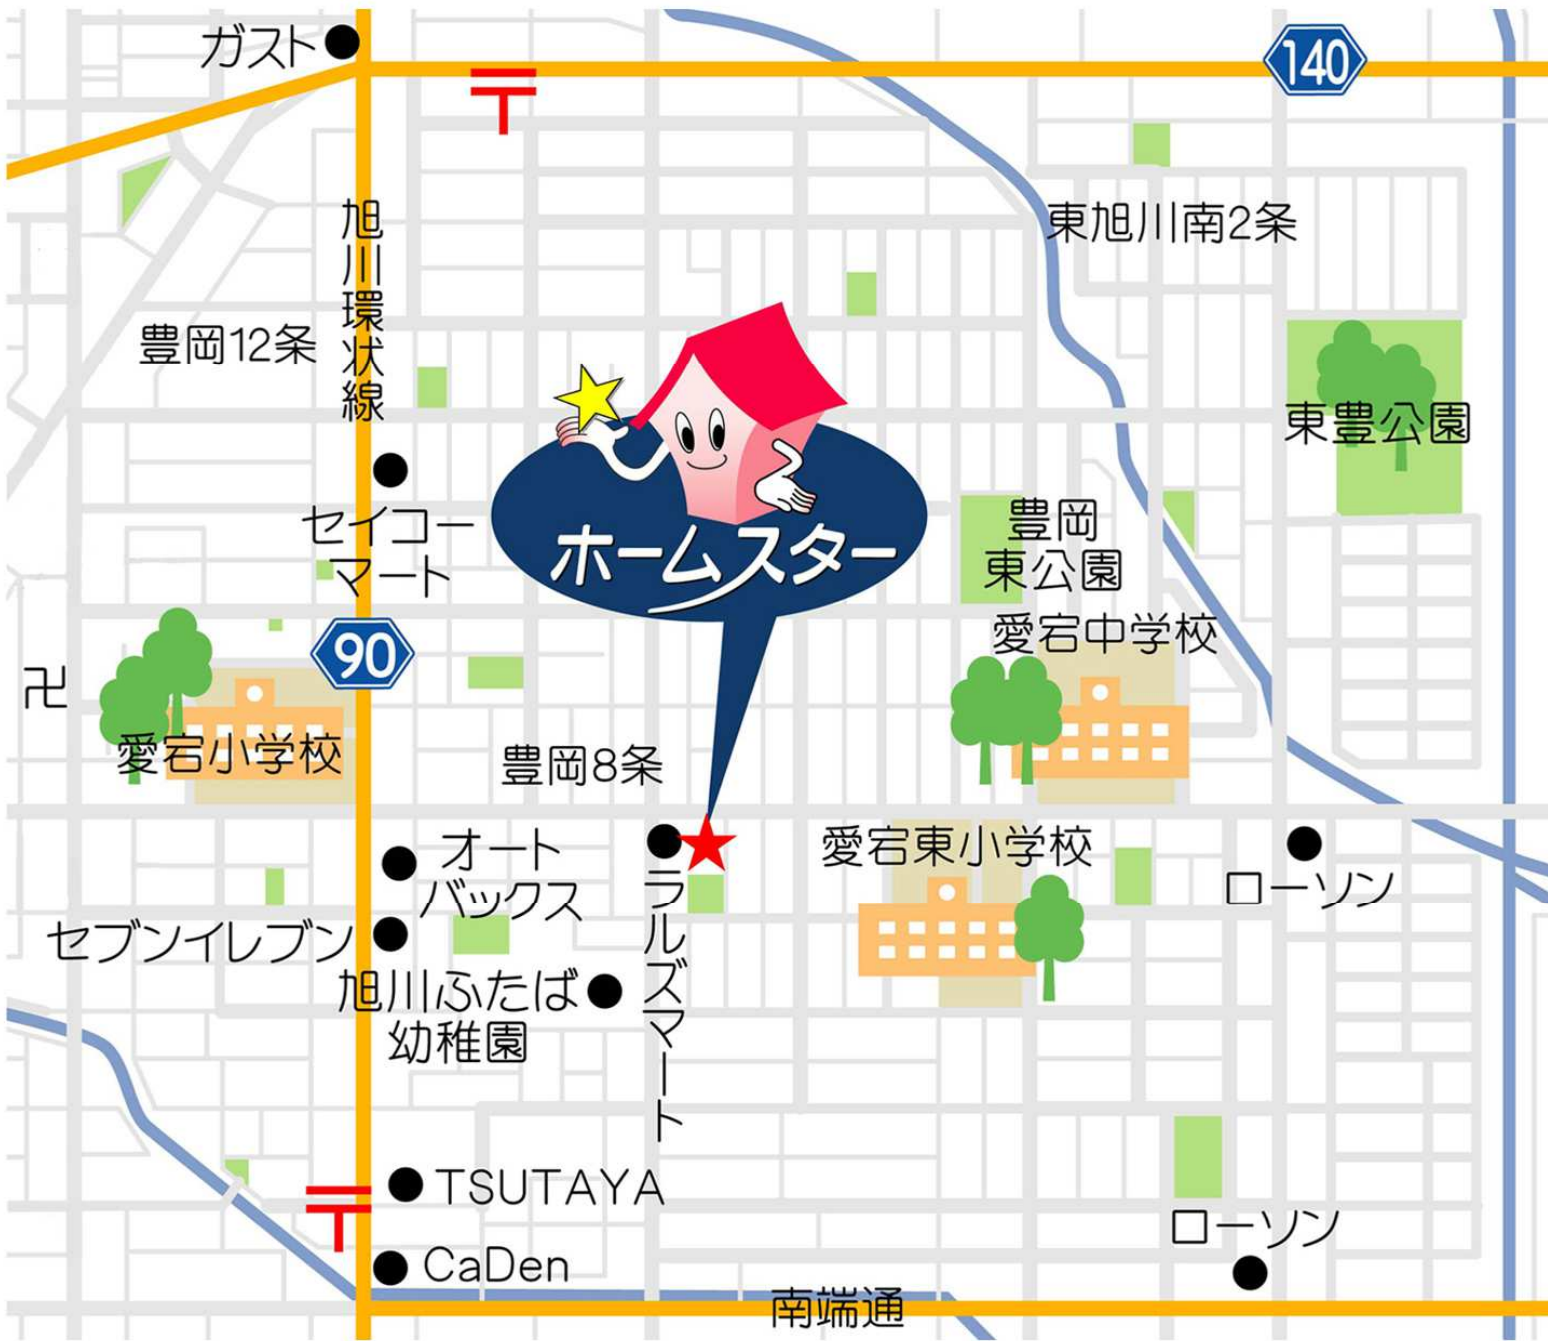 ガスト
140
〒
旭川環状線
東旭川南2条
豊岡12条
東豊公園
セイコー
マート
ホームスター
豊岡
東公園
愛宕中学校
90
卍
愛宕小学校
豊岡8条
オート
バックス
ラルズマート
愛宕東小学校
ローソン
セブンイレブン
旭川ふたば
幼稚園
TSUTAYA
〒
ローソン
CaDen
南端通